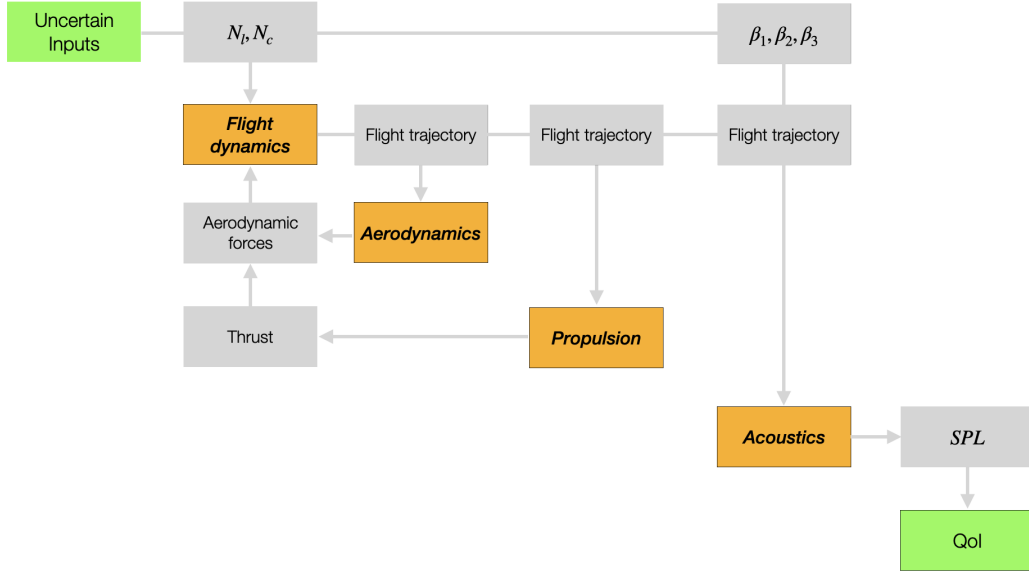 Uncertain
Inputs
N_l, N_c
β_1, β_2, β_3
Flight
dynamics
Flight trajectory
Flight trajectory
Flight trajectory
Aerodynamic
forces
Aerodynamics
Thrust
Propulsion
Acoustics
SPL
QoI